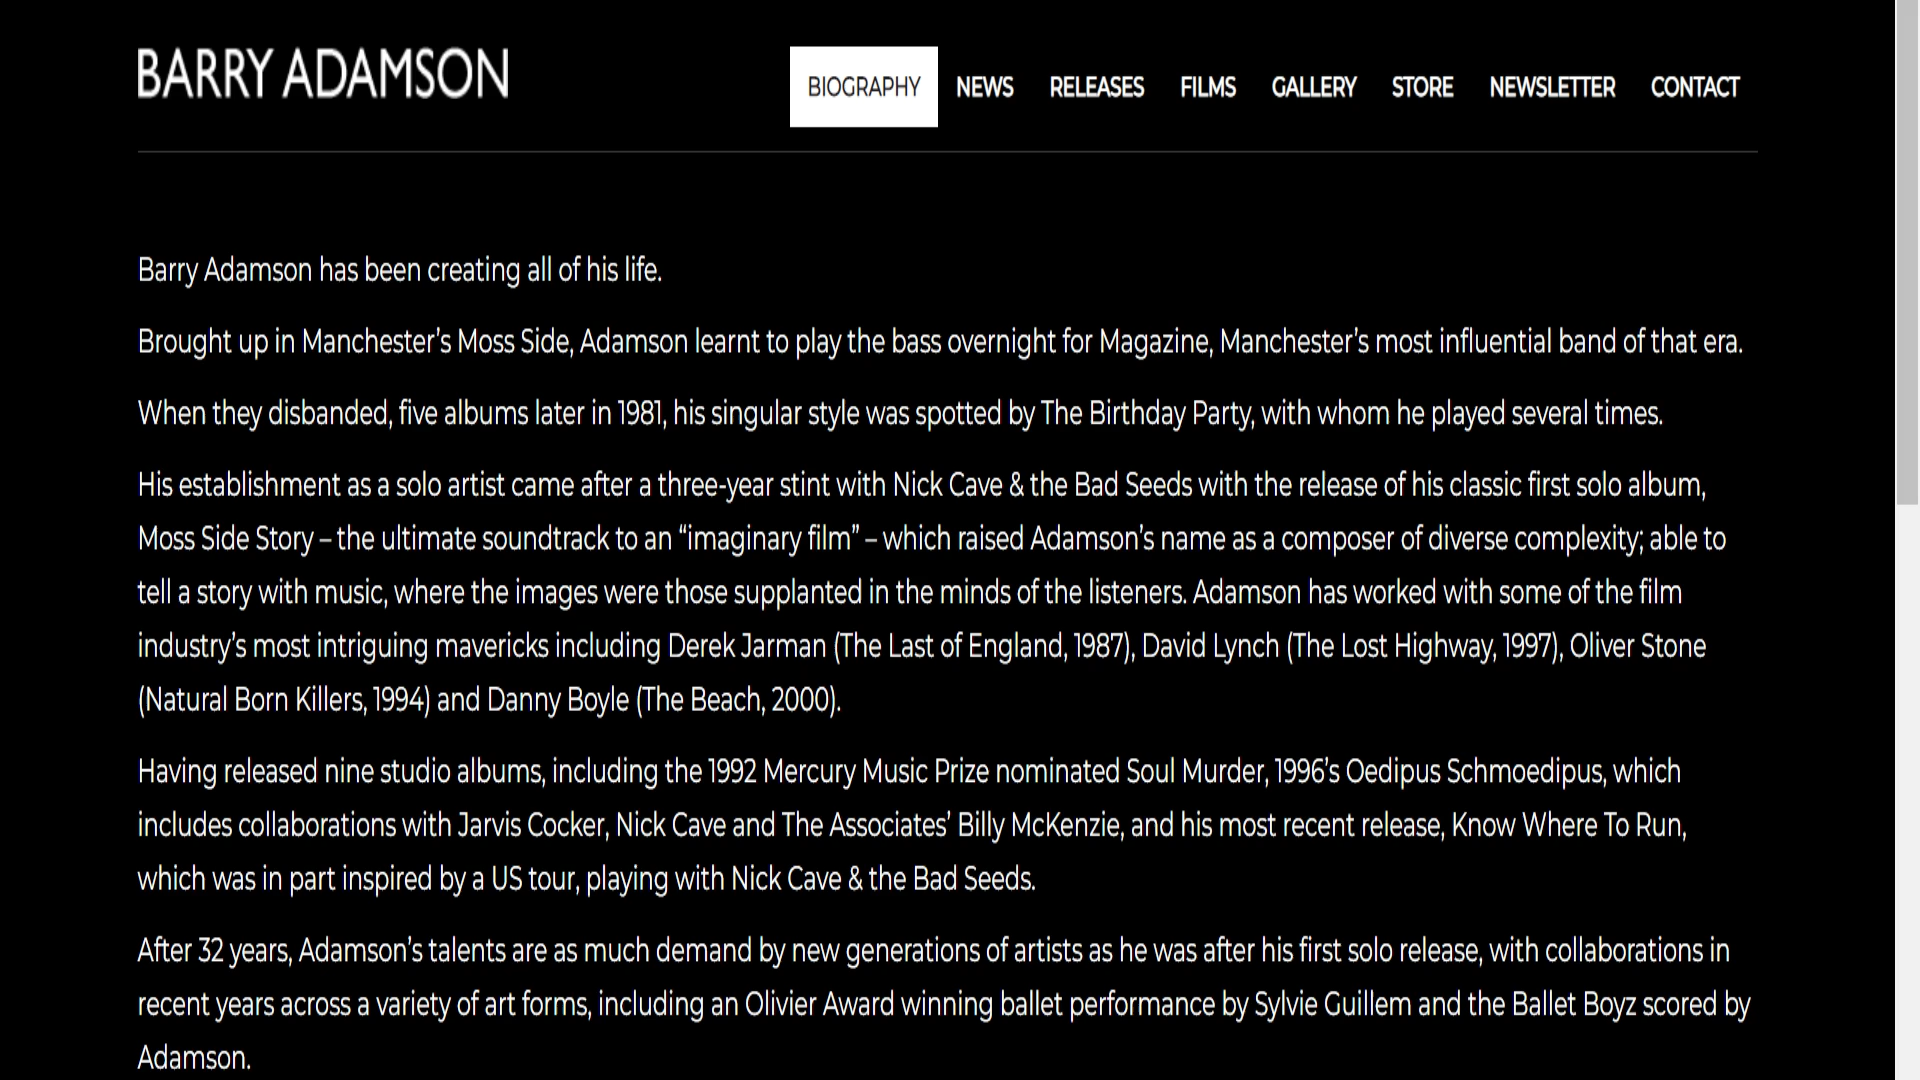 BARRY ADAMSON
BIOGRAPHY NEWS RELEASES FILMS GALLERY STORE NEWSLETTER CONTACT
Barry Adamson has been creating all of his life.
Brought up in Manchester’s Moss Side, Adamson learnt to play the bass overnight for Magazine, Manchester’s most influential band of that era.
When they disbanded, five albums later in 1981, his singular style was spotted by The Birthday Party, with whom he played several times.
His establishment as a solo artist came after a three-year stint with Nick Cave & the Bad Seeds with the release of his classic first solo album,
Moss Side Story – the ultimate soundtrack to an “imaginary film” – which raised Adamson’s name as a composer of diverse complexity; able to
tell a story with music, where the images were those supplanted in the minds of the listeners. Adamson has worked with some of the film
industry’s most intriguing mavericks including Derek Jarman (The Last of England, 1987), David Lynch (The Lost Highway, 1997), Oliver Stone
(Natural Born Killers, 1994) and Danny Boyle (The Beach, 2000).
Having released nine studio albums, including the 1992 Mercury Music Prize nominated Soul Murder, 1996’s Oedipus Schmoedipus, which
includes collaborations with Jarvis Cocker, Nick Cave and The Associates’ Billy McKenzie, and his most recent release, Know Where To Run,
which was in part inspired by a US tour, playing with Nick Cave & the Bad Seeds.
After 32 years, Adamson’s talents are as much demand by new generations of artists as he was after his first solo release, with collaborations in
recent years across a variety of art forms, including an Olivier Award winning ballet performance by Sylvie Guillem and the Ballet Boyz scored by
Adamson.